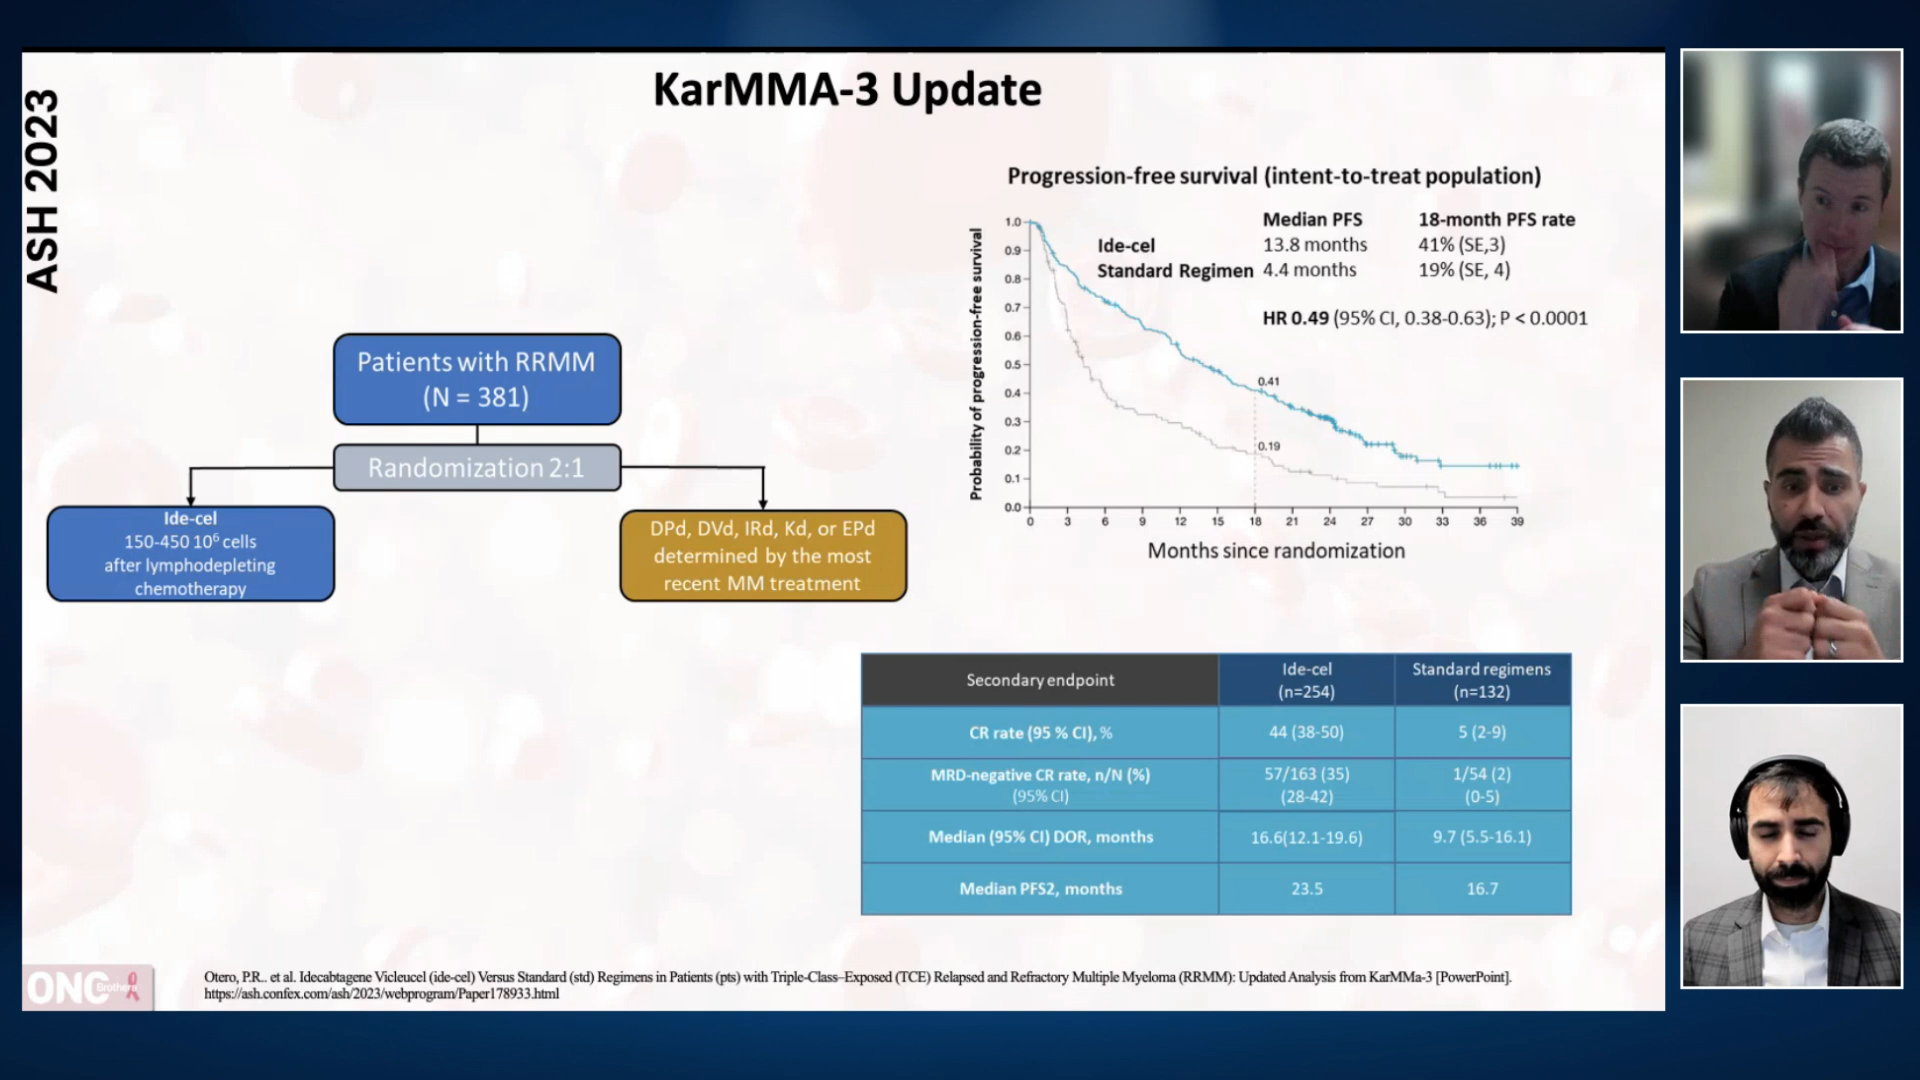 KarMMA-3 Update
ASH 2023
Patients with RRMM
(N = 381)
Randomization 2:1
Ide-cel
150-450 10⁶ cells
after lymphodepleting
chemotherapy
DPd, DVd, IRd, Kd, or EPd
determined by the most
recent MM treatment
Progression-free survival (intent-to-treat population)
Median PFS 18-month PFS rate
Ide-cel 13.8 months 41% (SE,3)
Standard Regimen 4.4 months 19% (SE, 4)
HR 0.49 (95% CI, 0.38-0.63); P < 0.0001
Probability of progression-free survival
1.0
0.9
0.8
0.7
0.6
0.5
0.4
0.3
0.2
0.1
0.0
0.41
0.19
0 3 6 9 12 15 18 21 24 27 30 33 36 39
Months since randomization
Secondary endpoint Ide-cel Standard regimens
(n=254) (n=132)
CR rate (95 % CI), % 44 (38-50) 5 (2-9)
MRD-negative CR rate, n/N (%) 57/163 (35) 1/54 (2)
(95% CI) (28-42) (0-5)
Median (95% CI) DOR, months 16.6(12.1-19.6) 9.7 (5.5-16.1)
Median PFS2, months 23.5 16.7
ONC Brothers
Otero, P.R.. et al. Idecabtagene Vicleucel (ide-cel) Versus Standard (std) Regimens in Patients (pts) with Triple-Class–Exposed (TCE) Relapsed and Refractory Multiple Myeloma (RRMM): Updated Analysis from KarMMa-3 [PowerPoint].
https://ash.confex.com/ash/2023/webprogram/Paper178933.html